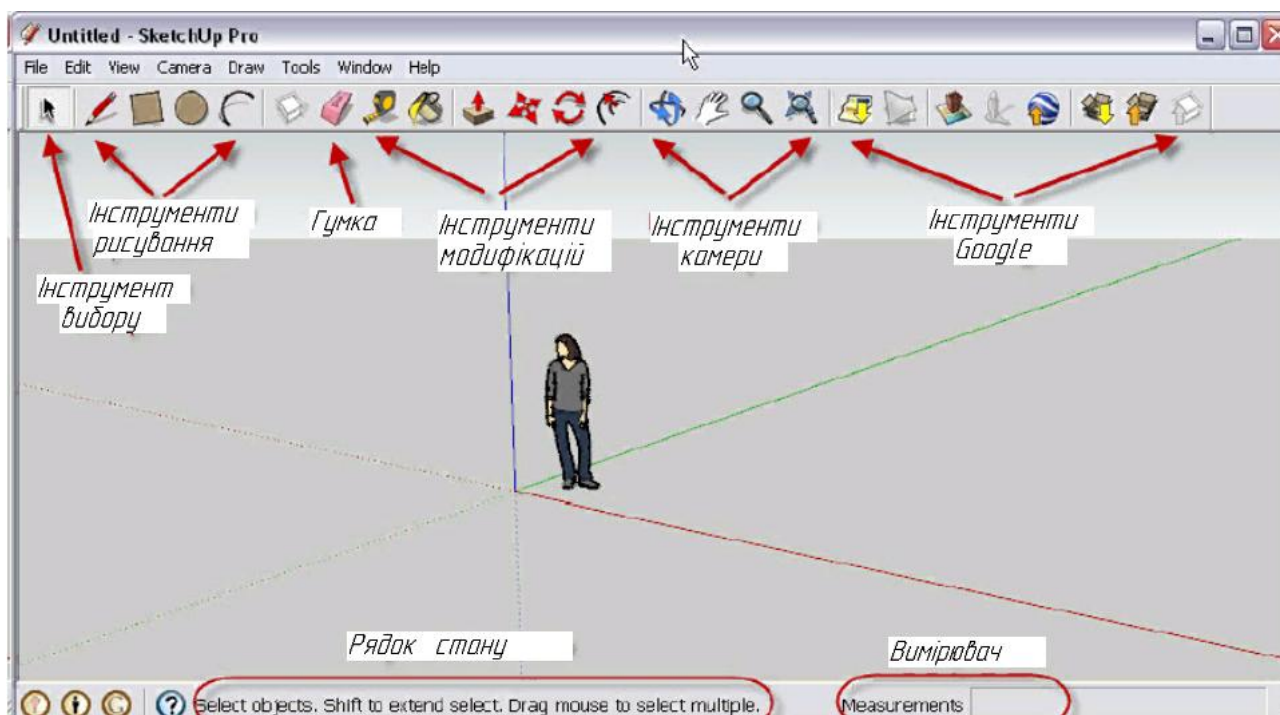 Untitled - SketchUp Pro
File Edit View Camera Draw Tools Window Help
Інструменти
рисування
Гумка
Інструменти
модифікацій
Інструменти
камери
Інструменти
Google
Інструмент
вибору
Рядок стану
Вимірювач
Select objects. Shift to extend select. Drag mouse to select multiple.
Measurements